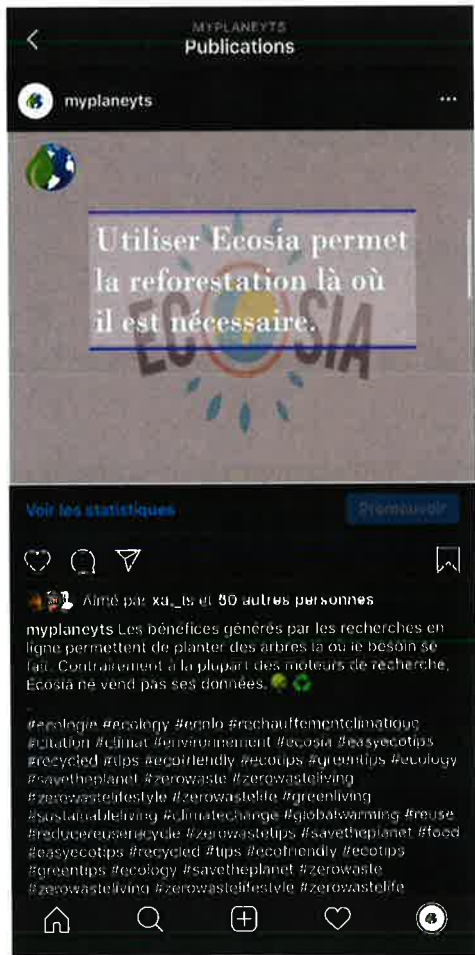 MYPLANEYTS
Publications
myplaneyts
Utiliser Ecosia permet
la reforestation là où
il est nécessaire.
ECOSIA
Voir les statistiques
Promouvoir
Aimé par et 50 autres personnes
myplaneyts Les bénéfices générés par les recherches en
ligne permettent de planter des arbres là où le besoin se
fait. Contrairement à la plupart des moteurs de recherche,
Ecosia ne vend pas ses données.
#ecologie #ecology #ecolo #rechauffementclimatique
#citation #climat #environnement #ecosia #easyecotips
#recycled #tips #ecofriendly #ecotips #greentips #ecology
#savetheplanet #zerowaste #zerowasteliving
#zerowastelifestyle #zerowastelife #greenliving
#sustainableliving #climatechange #globalwarming #reuse
#reducereuserecycle #zerowastetips #savetheplanet #food
#easyecotips #recycled #tips #ecofriendly #ecotips
#greentips #ecology #savetheplanet #zerowaste
#zerowasteliving #zerowastelifestyle #zerowastelife